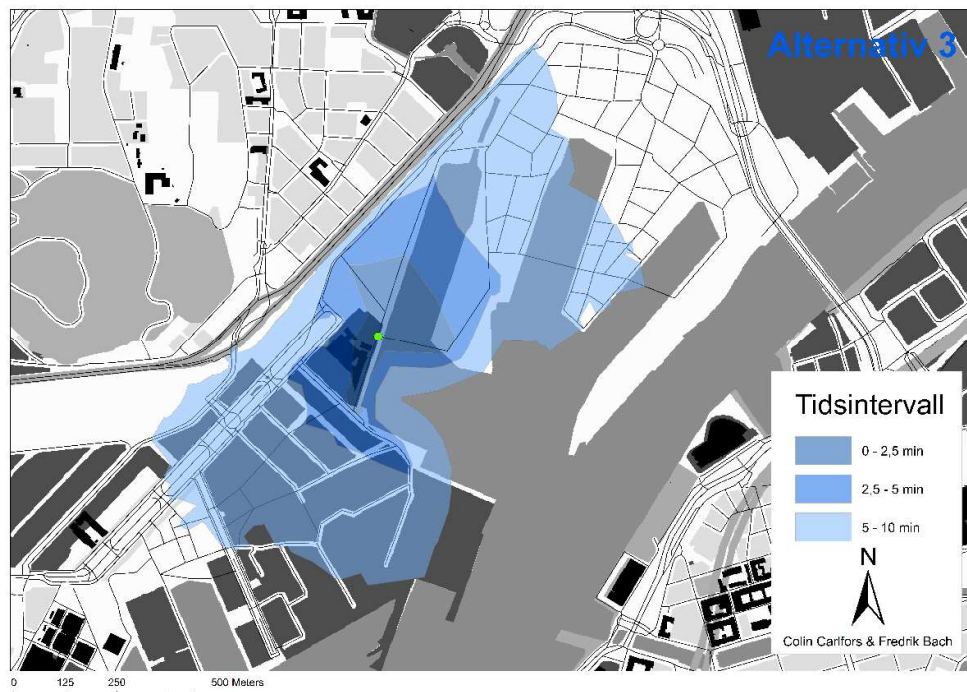 Alternativ 3
Tidsintervall
0 - 2,5 min
2,5 - 5 min
5 - 10 min
N
Colin Carlfors & Fredrik Bach
0 125 250 500 Meters